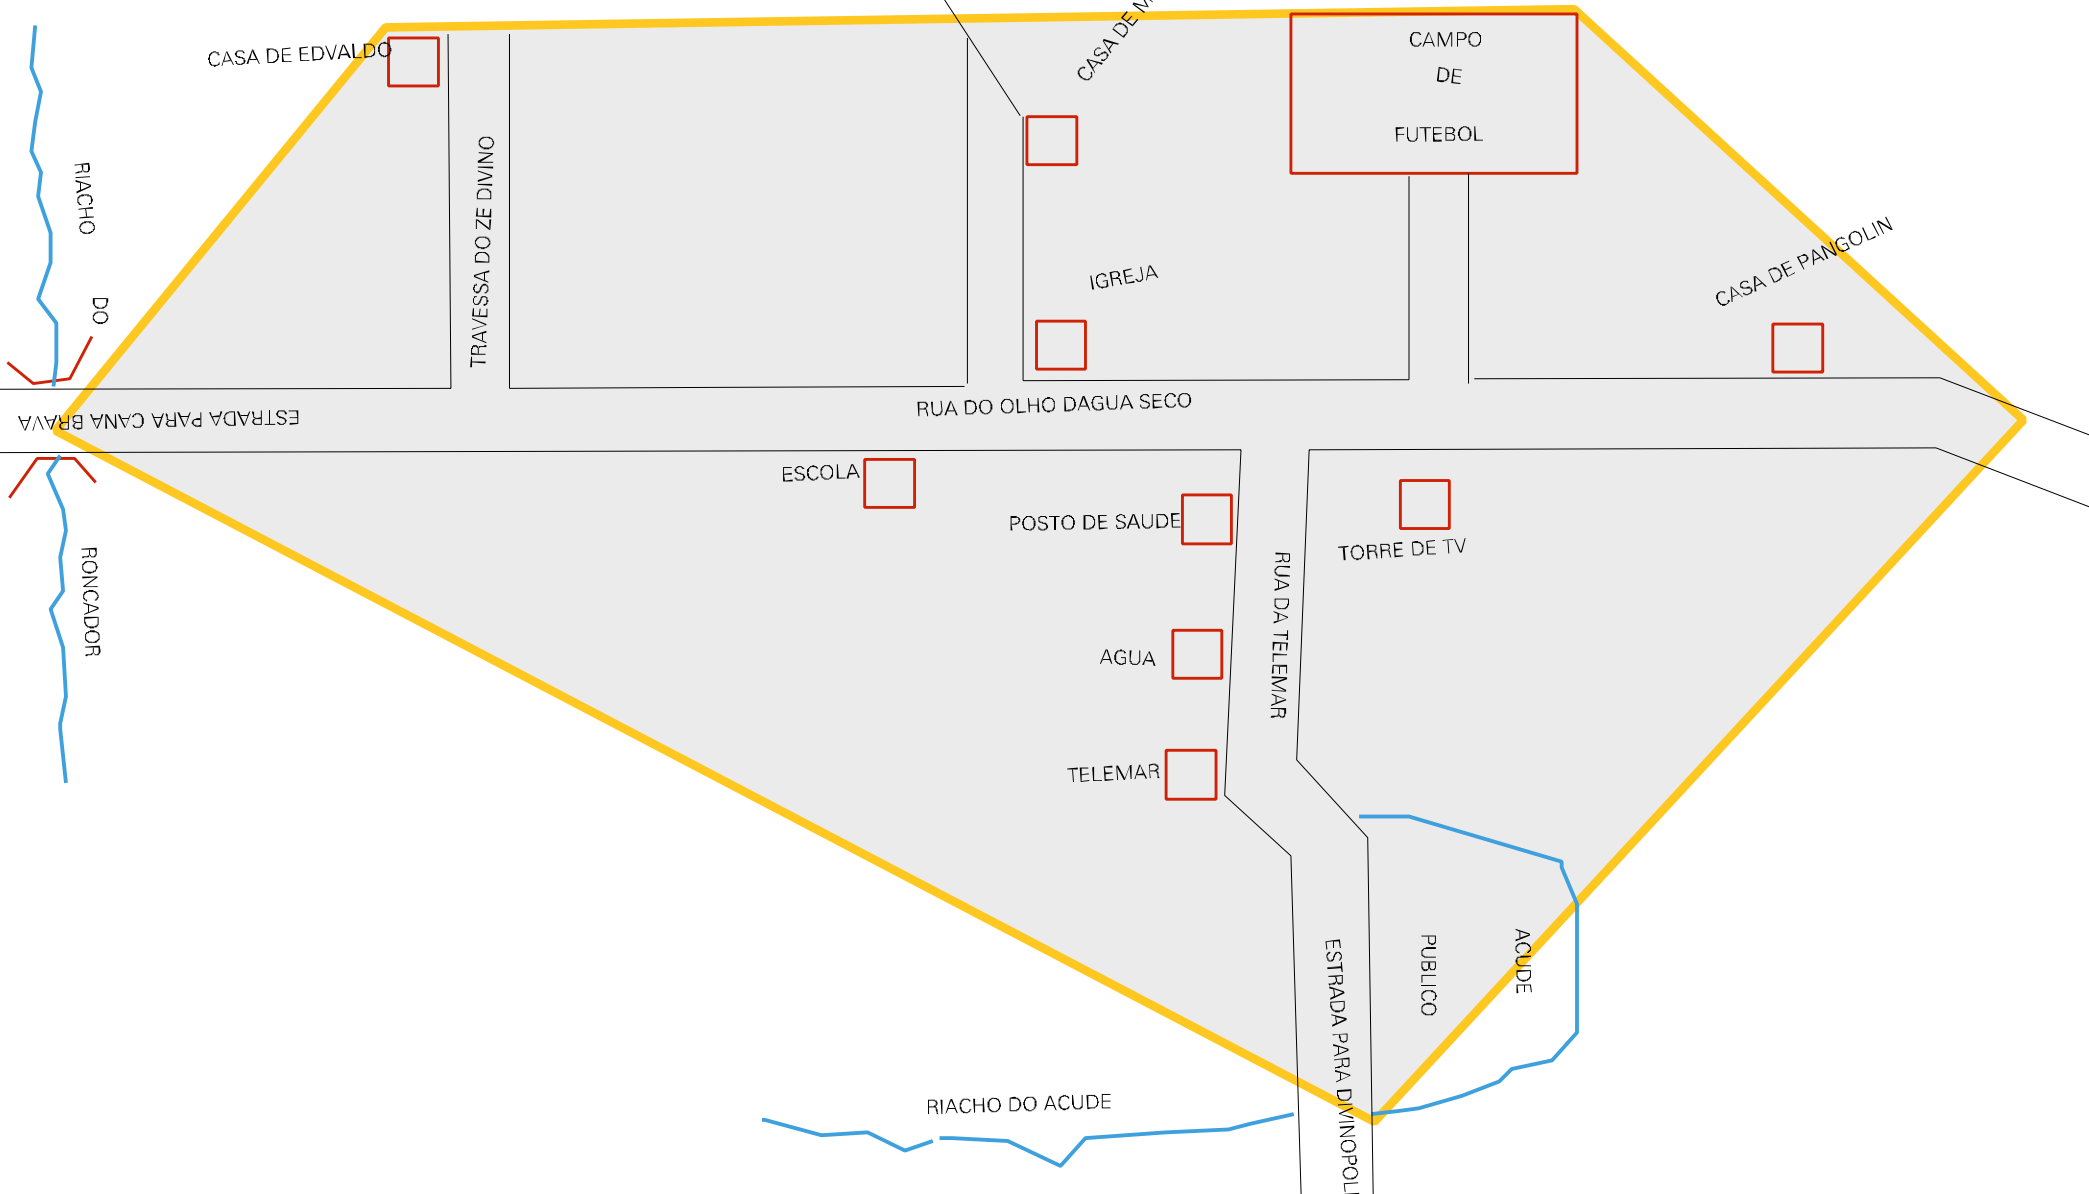 CASA DE EDVALDO
CASA DE
CAMPO
DE
FUTEBOL
RIACHO
DO
RONCADOR
TRAVESSA DO ZE DIVINO
IGREJA
CASA DE PANGOLIN
ESTRADA PARA CANA BRAVA
RUA DO OLHO DAGUA SECO
ESCOLA
POSTO DE SAUDE
TORRE DE TV
RUA DA TELEMAR
AGUA
TELEMAR
ACUDE
PUBLICO
ESTRADA PARA
RIACHO DO ACUDE